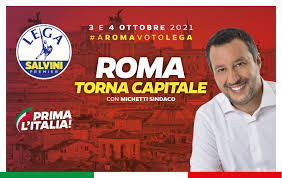 3 E 4 OTTOBRE 2021
#AROMAVOTOLEGA
LEGA
SALVINI
PREMIER
ROMA
TORNA CAPITALE
CON MICHETTI SINDACO
PRIMA
L'ITALIA!